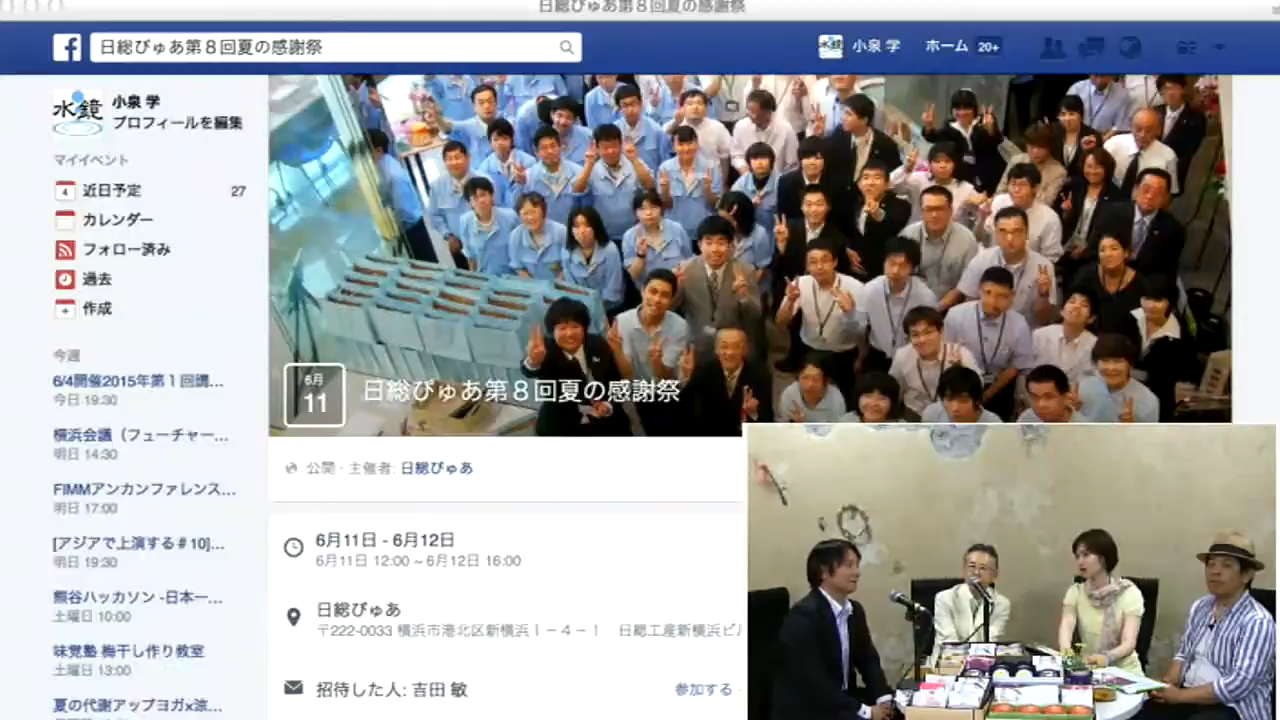 日総ぴゅあ第８回夏の感謝祭
日総ぴゅあ第８回夏の感謝祭
小泉 学
ホーム 20+
水鏡
小泉 学
プロフィールを編集
マイイベント
4 近日予定 27
カレンダー
フォロー済み
過去
作成
今週
6/4開催2015年第１回講...
今日 19:30
横浜会議（フューチャー...
明日 14:30
FIMMアンカンファレンス...
明日 17:00
[アジアで上演する＃10]...
明日 19:30
熊谷ハッカソン -日本一...
土曜日 10:00
味覚塾 梅干し作り教室
土曜日 13:00
夏の代謝アップヨガx涼...
6月
11
日総ぴゅあ第８回夏の感謝祭
公開 · 主催者: 日総ぴゅあ
6月11日 - 6月12日
6月11日 12:00 ~ 6月12日 16:00
日総ぴゅあ
〒222-0033 横浜市港北区新横浜１－４－１ 日総工産新横浜ビル
招待した人: 吉田 敏
参加する ·